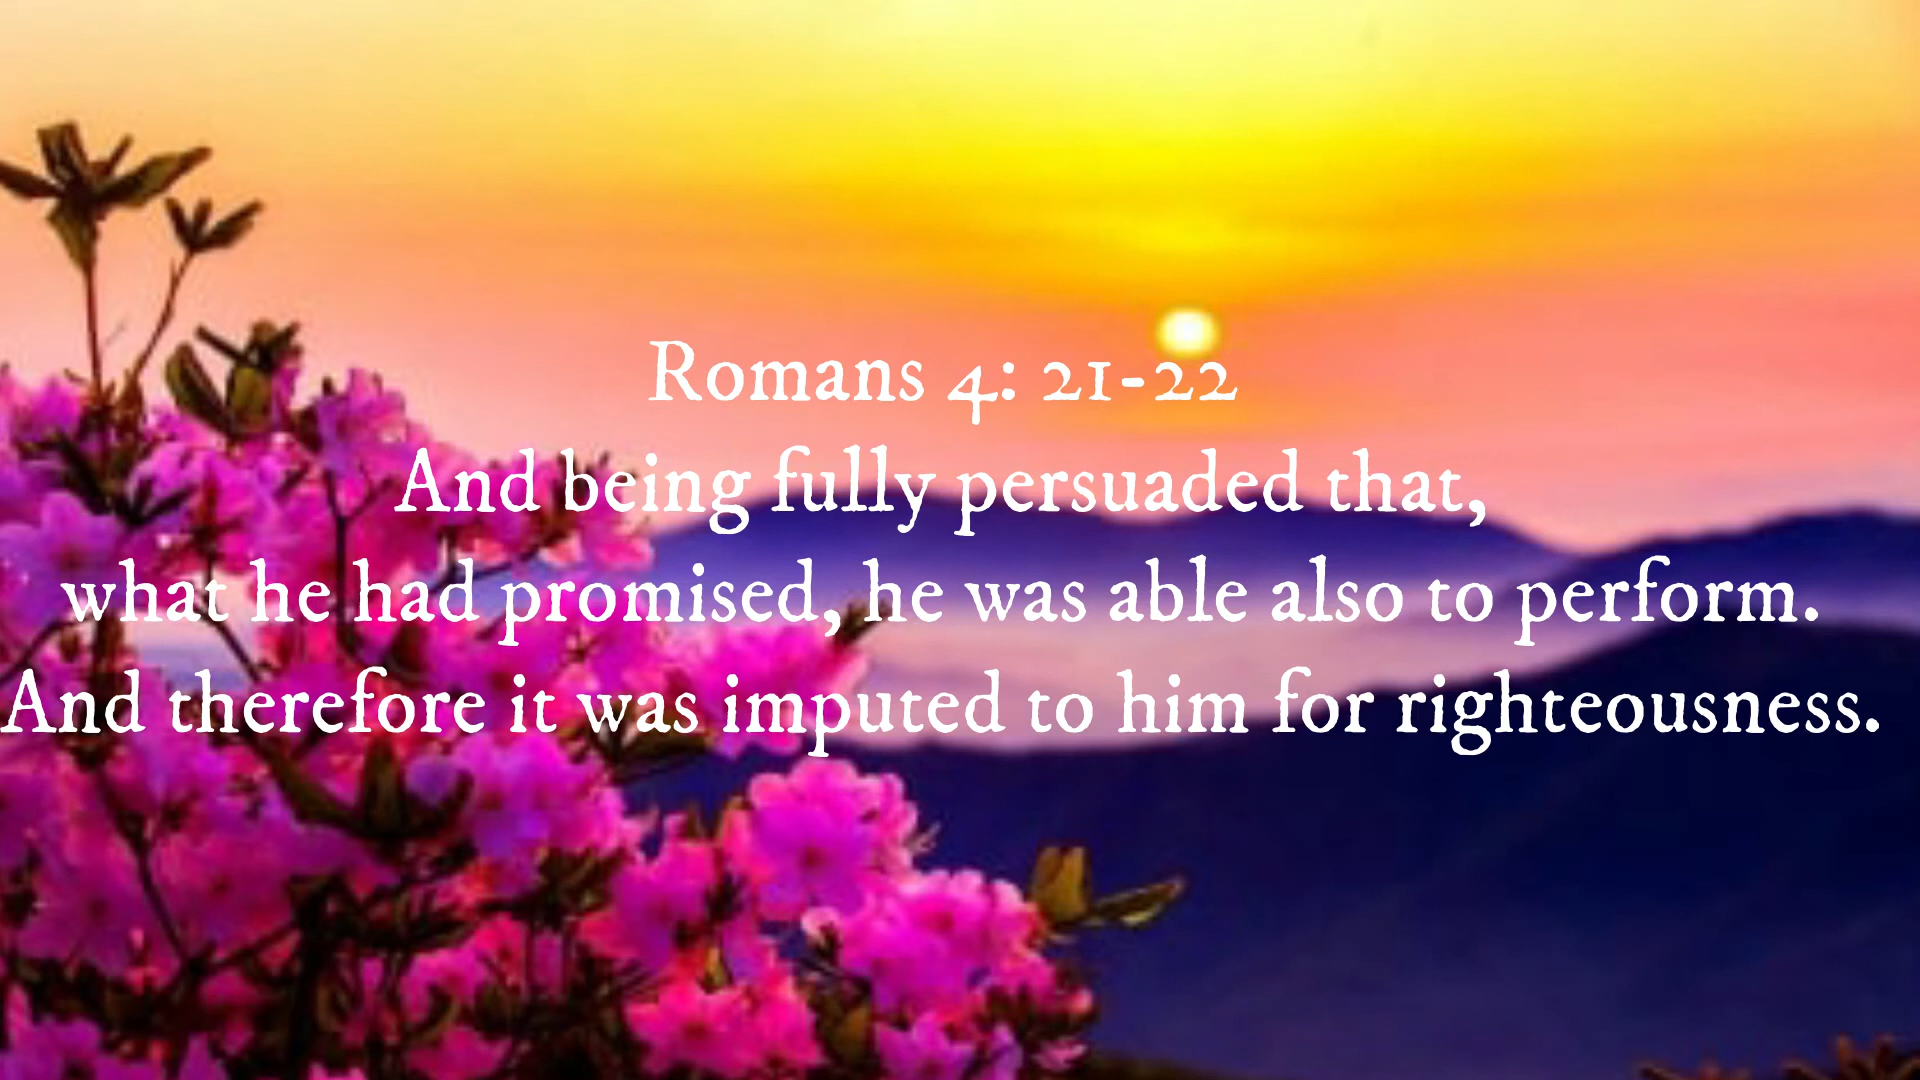 Romans 4: 21-22
And being fully persuaded that,
what he had promised, he was able also to perform.
And therefore it was imputed to him for righteousness.